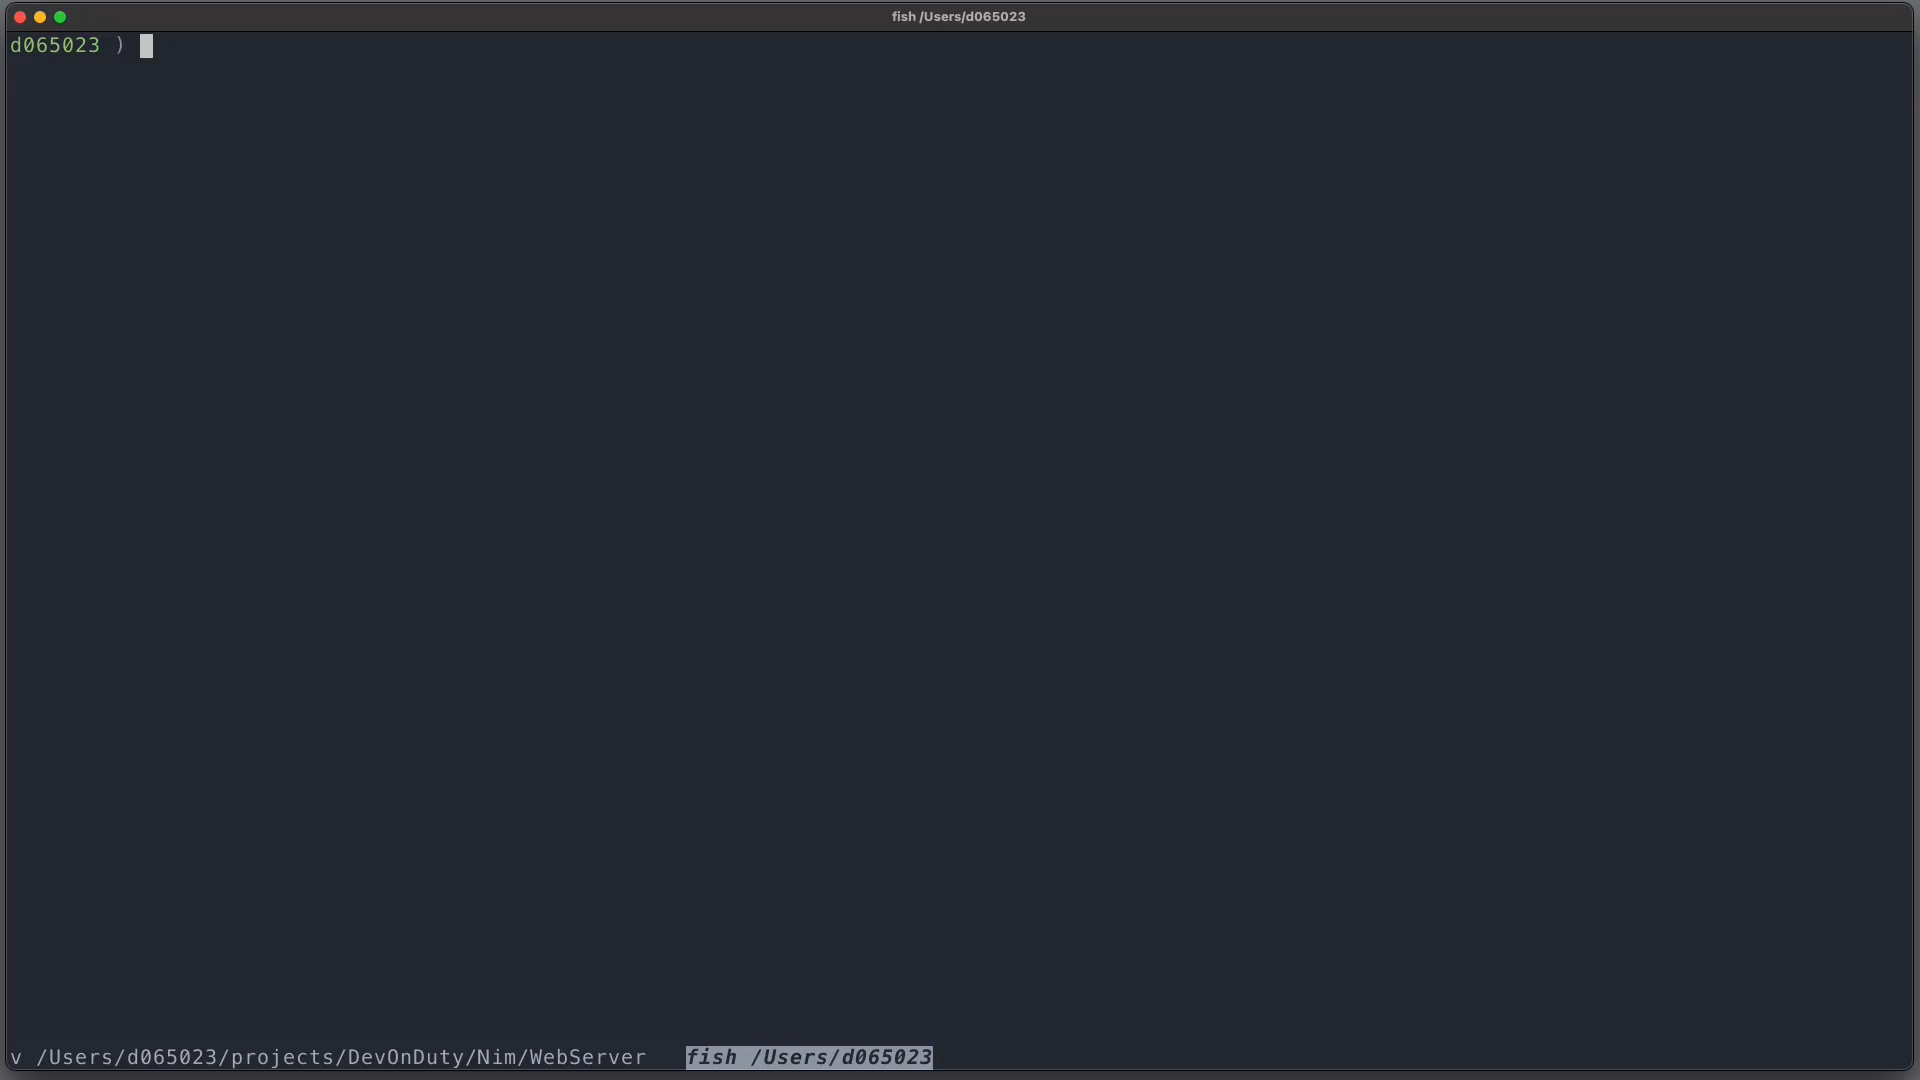 fish /Users/d065023
d065023 )
v /Users/d065023/projects/DevOnDuty/Nim/WebServer fish /Users/d065023